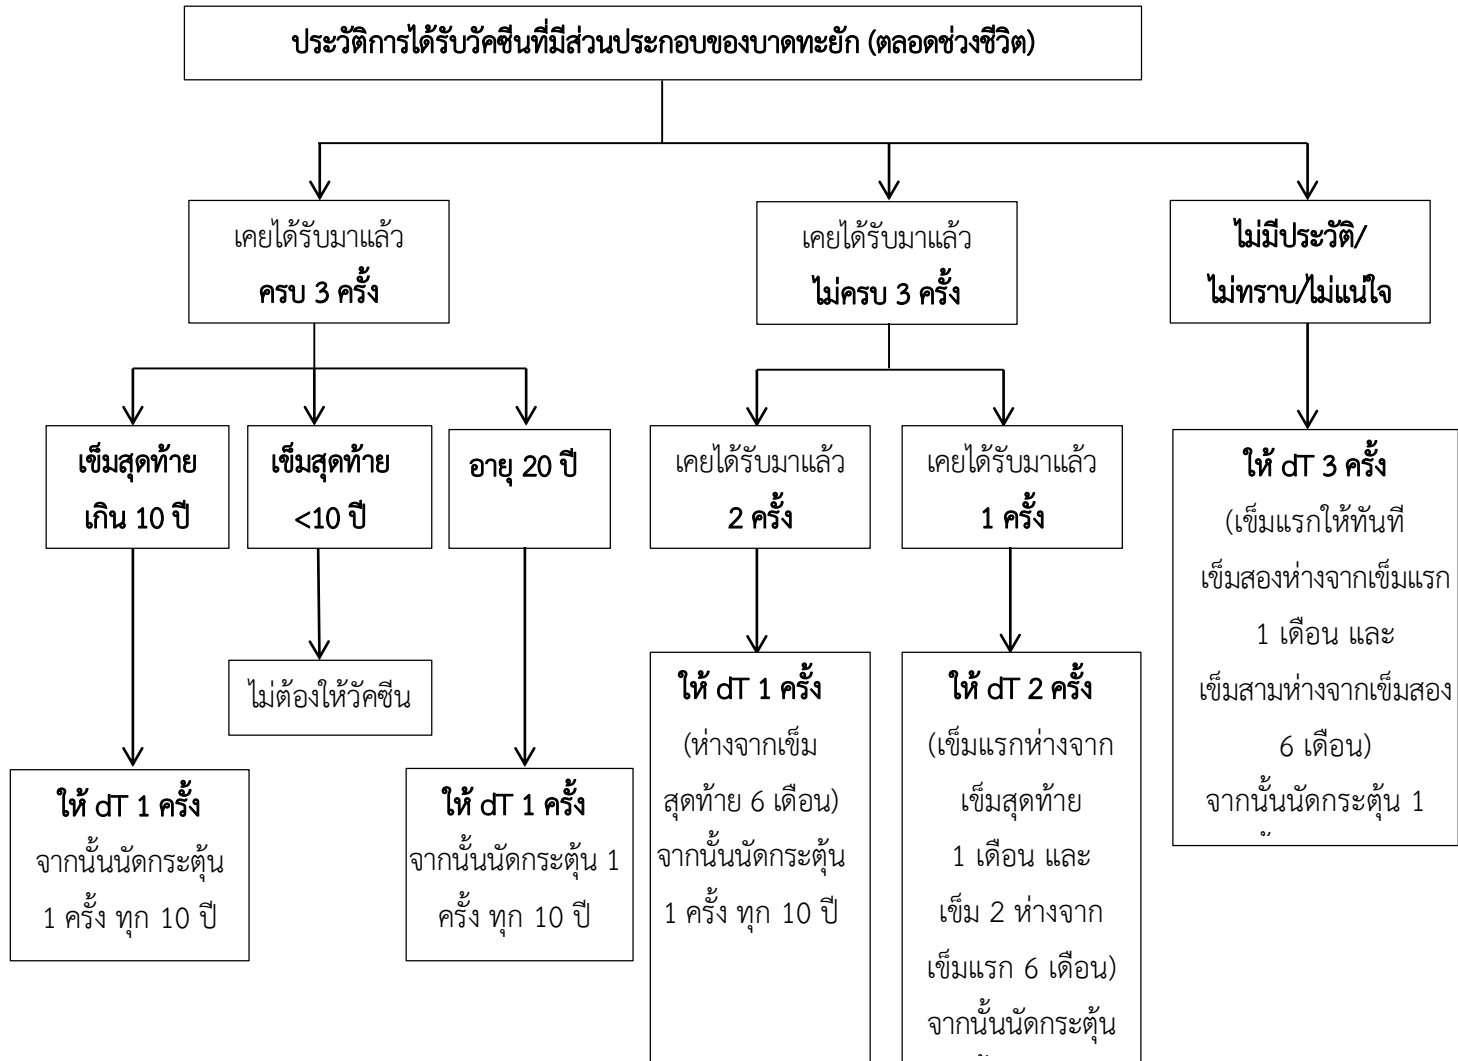 ประวัติการได้รับวัคซีนที่มีส่วนประกอบของบาดทะยัก (ตลอดช่วงชีวิต)
เคยได้รับมาแล้ว
ครบ 3 ครั้ง
เคยได้รับมาแล้ว
ไม่ครบ 3 ครั้ง
ไม่มีประวัติ/
ไม่ทราบ/ไม่แน่ใจ
เข็มสุดท้าย
เกิน 10 ปี
เข็มสุดท้าย
<10 ปี
อายุ 20 ปี
เคยได้รับมาแล้ว
2 ครั้ง
เคยได้รับมาแล้ว
1 ครั้ง
ให้ dT 3 ครั้ง
(เข็มแรกให้ทันที
เข็มสองห่างจากเข็มแรก
1 เดือน และ
เข็มสามห่างจากเข็มสอง
6 เดือน)
จากนั้นนัดกระตุ้น 1
ไม่ต้องให้วัคซีน
ให้ dT 1 ครั้ง
จากนั้นนัดกระตุ้น
1 ครั้ง ทุก 10 ปี
ให้ dT 1 ครั้ง
จากนั้นนัดกระตุ้น 1
ครั้ง ทุก 10 ปี
ให้ dT 1 ครั้ง
(ห่างจากเข็ม
สุดท้าย 6 เดือน)
จากนั้นนัดกระตุ้น
1 ครั้ง ทุก 10 ปี
ให้ dT 2 ครั้ง
(เข็มแรกห่างจาก
เข็มสุดท้าย
1 เดือน และ
เข็ม 2 ห่างจาก
เข็มแรก 6 เดือน)
จากนั้นนัดกระตุ้น